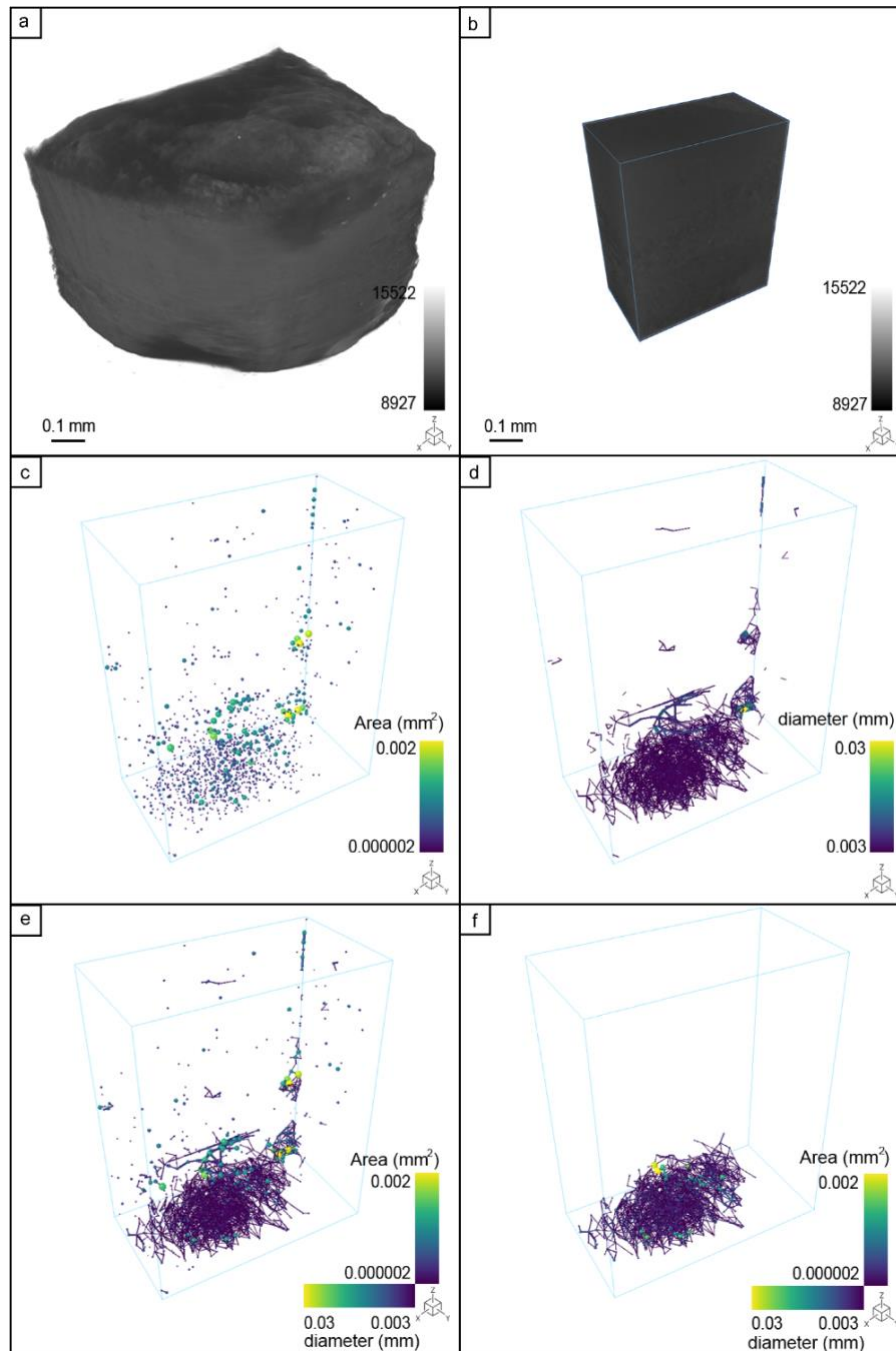 a
15522
8927
0.1 mm
Z
X
Y
b
15522
8927
0.1 mm
Z
X
Y
c
Area (mm²)
0.002
0.000002
Z
X
Y
d
diameter (mm)
0.03
0.003
Z
X
e
Area (mm²)
0.002
0.000002
0.03 0.003
diameter (mm)
Z
X
Y
f
Area (mm²)
0.002
0.000002
0.03 0.003
diameter (mm)
Z
X